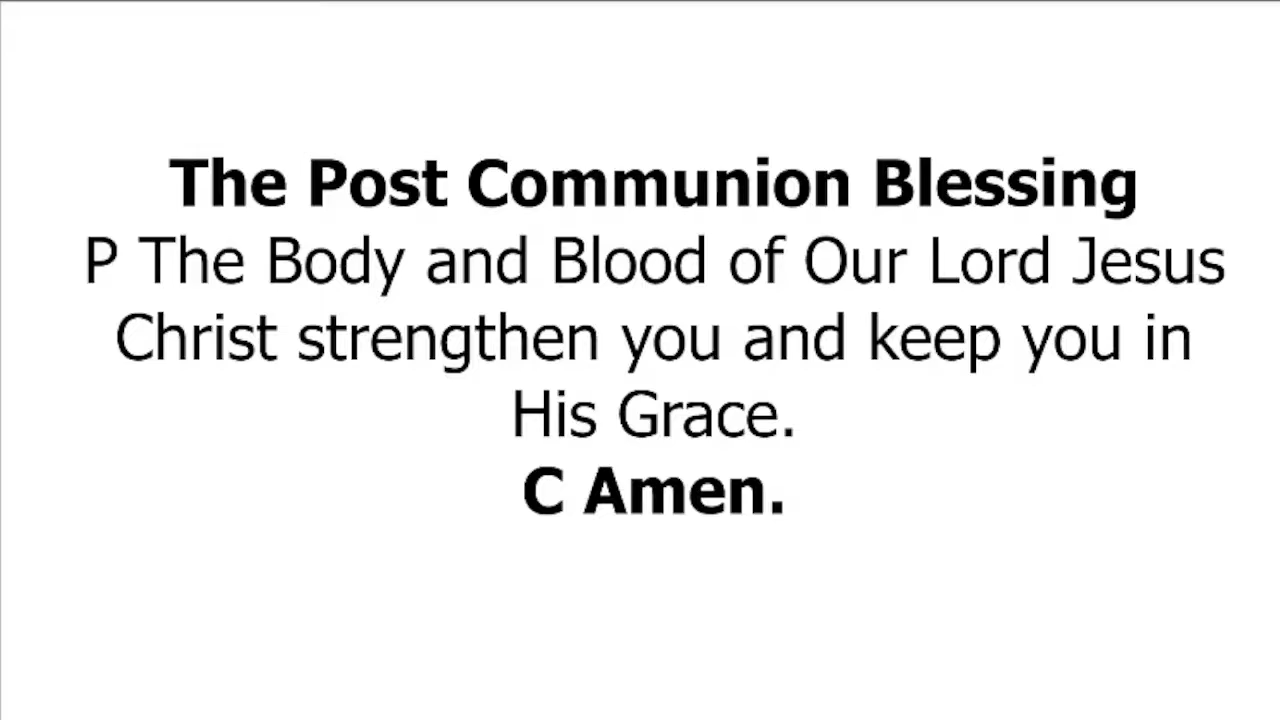 The Post Communion Blessing
P The Body and Blood of Our Lord Jesus
Christ strengthen you and keep you in
His Grace.
C Amen.